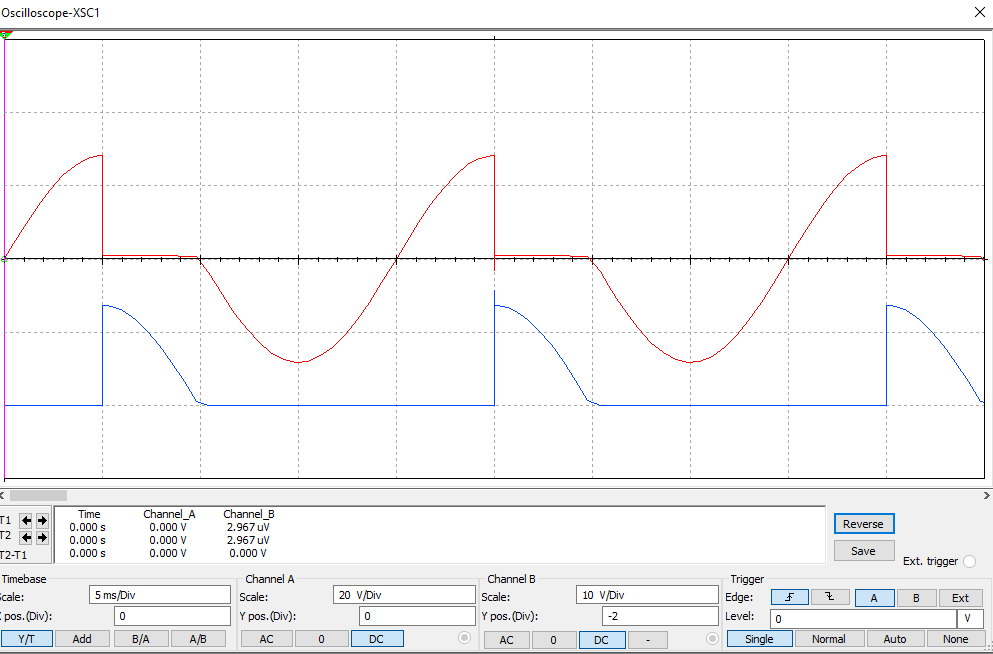 Oscilloscope-XSC1
T1
T2
T2-T1
Time Channel_A Channel_B
0.000 s 0.000 V 2.967 uV
0.000 s 0.000 V 2.967 uV
0.000 s 0.000 V 0.000 V
Reverse
Save
Ext. trigger
Timebase
Scale: 5 ms/Div
X pos.(Div): 0
Y/T Add B/A A/B
Channel A
Scale: 20 V/Div
Y pos.(Div): 0
AC 0 DC
Channel B
Scale: 10 V/Div
Y pos.(Div): -2
AC 0 DC -
Trigger
Edge: A B Ext
Level: 0 V
Single Normal Auto None